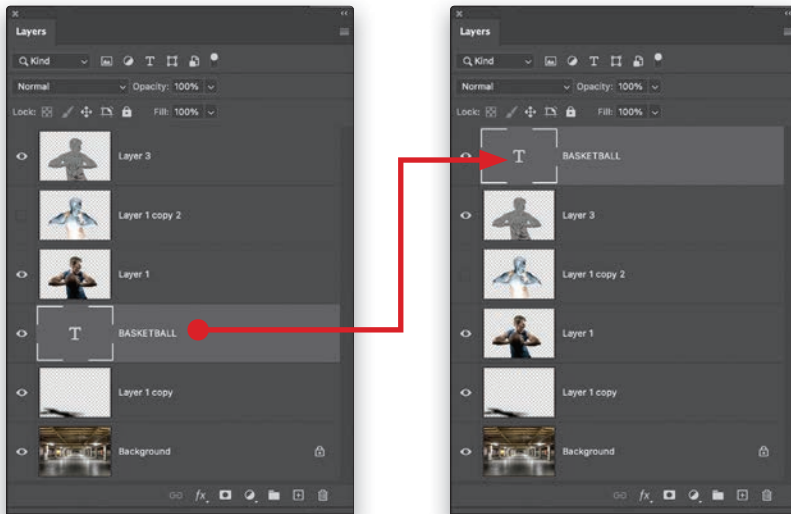 Layers
Kind
Normal
Opacity: 100%
Lock:
Fill: 100%
Layer 3
Layer 1 copy 2
Layer 1
T
BASKETBALL
Layer 1 copy
Background
fx
Layers
Kind
Normal
Opacity: 100%
Lock:
Fill: 100%
T
BASKETBALL
Layer 3
Layer 1 copy 2
Layer 1
Layer 1 copy
Background
fx